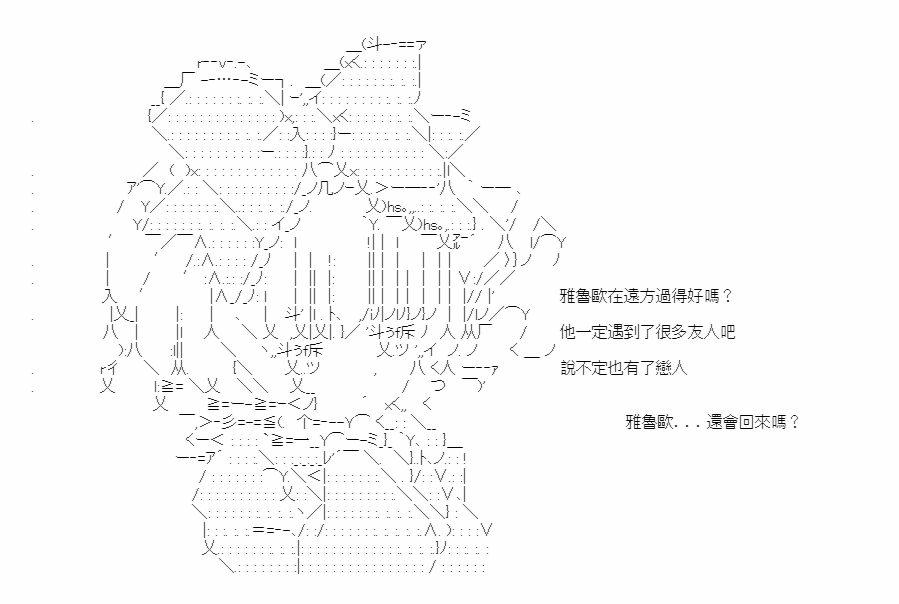 雅魯歐在遠方過得好嗎？
他一定遇到了很多友人吧
說不定也有了戀人
雅魯歐．．．還會回來嗎？